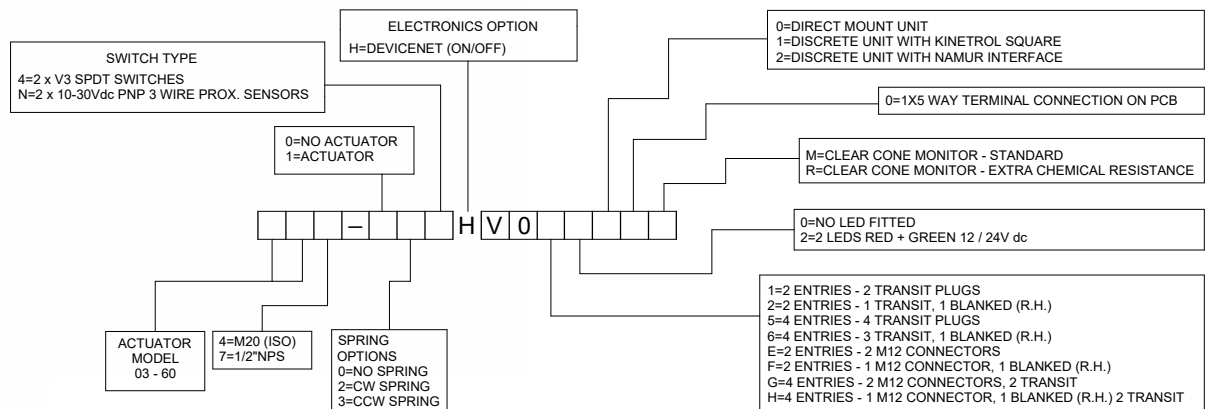 ELECTRONICS OPTION
H=DEVICENET (ON/OFF)
SWITCH TYPE
4=2 x V3 SPDT SWITCHES
N=2 x 10-30Vdc PNP 3 WIRE PROX. SENSORS
0=DIRECT MOUNT UNIT
1=DISCRETE UNIT WITH KINETROL SQUARE
2=DISCRETE UNIT WITH NAMUR INTERFACE
0=1X5 WAY TERMINAL CONNECTION ON PCB
0=NO ACTUATOR
1=ACTUATOR
M=CLEAR CONE MONITOR - STANDARD
R=CLEAR CONE MONITOR - EXTRA CHEMICAL RESISTANCE
– H V 0
0=NO LED FITTED
2=2 LEDS RED + GREEN 12 / 24V dc
1=2 ENTRIES - 2 TRANSIT PLUGS
2=2 ENTRIES - 1 TRANSIT, 1 BLANKED (R.H.)
5=4 ENTRIES - 4 TRANSIT PLUGS
6=4 ENTRIES - 3 TRANSIT, 1 BLANKED (R.H.)
E=2 ENTRIES - 2 M12 CONNECTORS
F=2 ENTRIES - 1 M12 CONNECTOR, 1 BLANKED (R.H.)
G=4 ENTRIES - 2 M12 CONNECTORS, 2 TRANSIT
H=4 ENTRIES - 1 M12 CONNECTOR, 1 BLANKED (R.H.) 2 TRANSIT
ACTUATOR
MODEL
03 - 60
4=M20 (ISO)
7=1/2"NPS
SPRING
OPTIONS
0=NO SPRING
2=CW SPRING
3=CCW SPRING